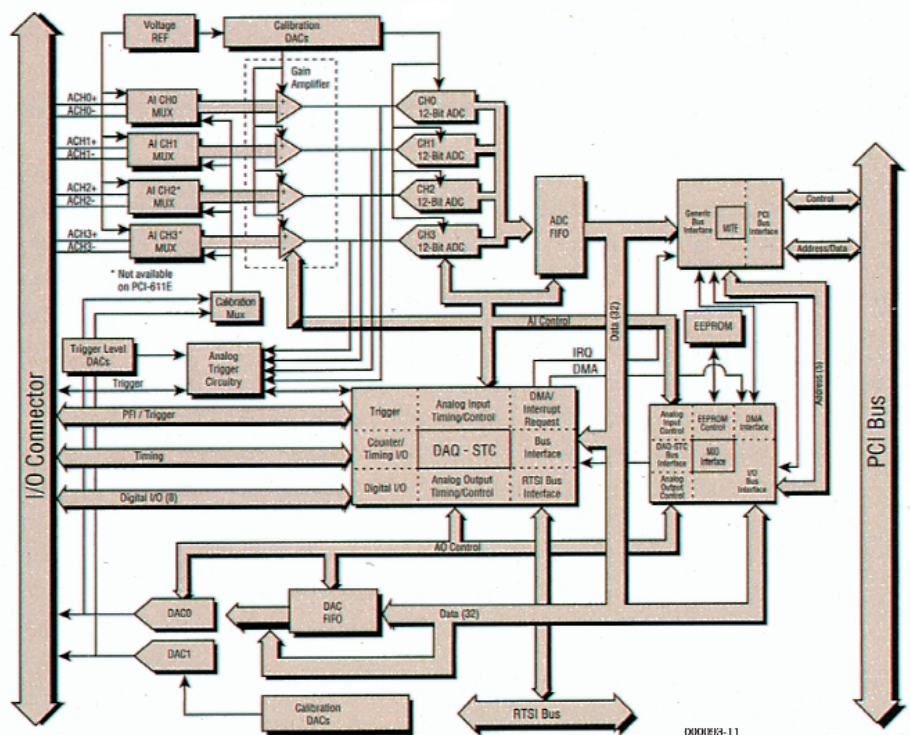 Voltage
REF
Calibration
DACs
Gain
Amplifier
ACH0+
ACH0-
AI CH0
MUX
CH0
12-Bit ADC
ACH1+
ACH1-
AI CH1
MUX
CH1
12-Bit ADC
ACH2+
ACH2-
AI CH2*
MUX
CH2
12-Bit ADC
ACH3+
ACH3-
AI CH3*
MUX
CH3
12-Bit ADC
ADC
FIFO
Generic
Bus
Interface
MITE
PCI
Bus
Interface
Control
Address/Data
* Not available
on PCI-611E
Calibration
Mux
AI Control
Data (32)
EEPROM
Address (5)
IRQ
DMA
Trigger Level
DACs
Analog
Trigger
Circuitry
Trigger
I/O Connector
PCI Bus
PFI / Trigger
Timing
Digital I/O (8)
Trigger
Analog Input
Timing/Control
DMA/
Interrupt
Request
Counter/
Timing I/O
DAQ - STC
Bus
Interface
Digital I/O
Analog Output
Timing/Control
RTSI Bus
Interface
Analog
Input
Control
EEPROM
Control
DMA
Interface
DAQ-STC
Bus
Interface
MIO
Interface
Analog
Output
Control
I/O
Bus
Interface
AO Control
DAC0
DAC
FIFO
Data (32)
DAC1
Calibration
DACs
RTSI Bus
000093-11